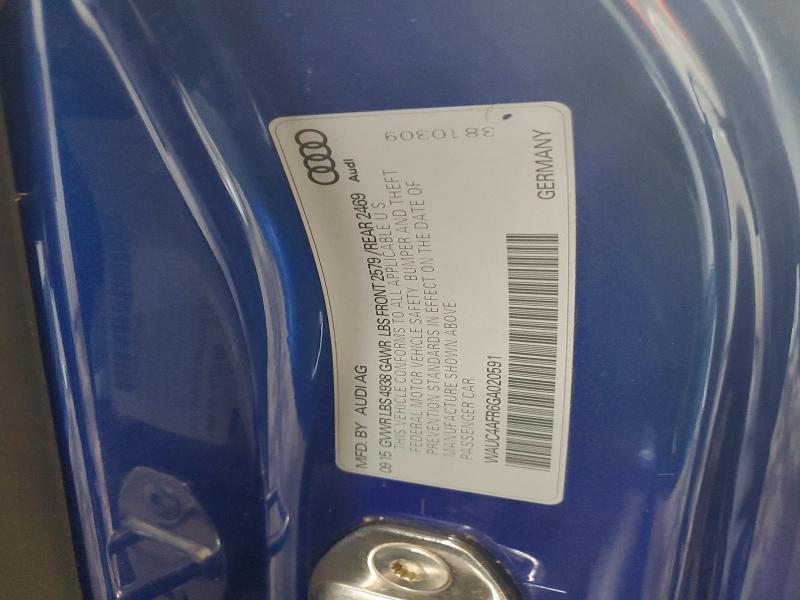 MFD. BY AUDI AG
Audi
0915 GVWR LBS 4938 GAWR LBS FRONT 2579 / REAR 2469
THIS VEHICLE CONFORMS TO ALL APPLICABLE U S
FEDERAL MOTOR VEHICLE SAFETY, BUMPER AND THEFT
PREVENTION STANDARDS IN EFFECT ON THE DATE OF
MANUFACTURE SHOWN ABOVE
PASSENGER CAR
3810309
WAUC4AFR6GA020591
GERMANY